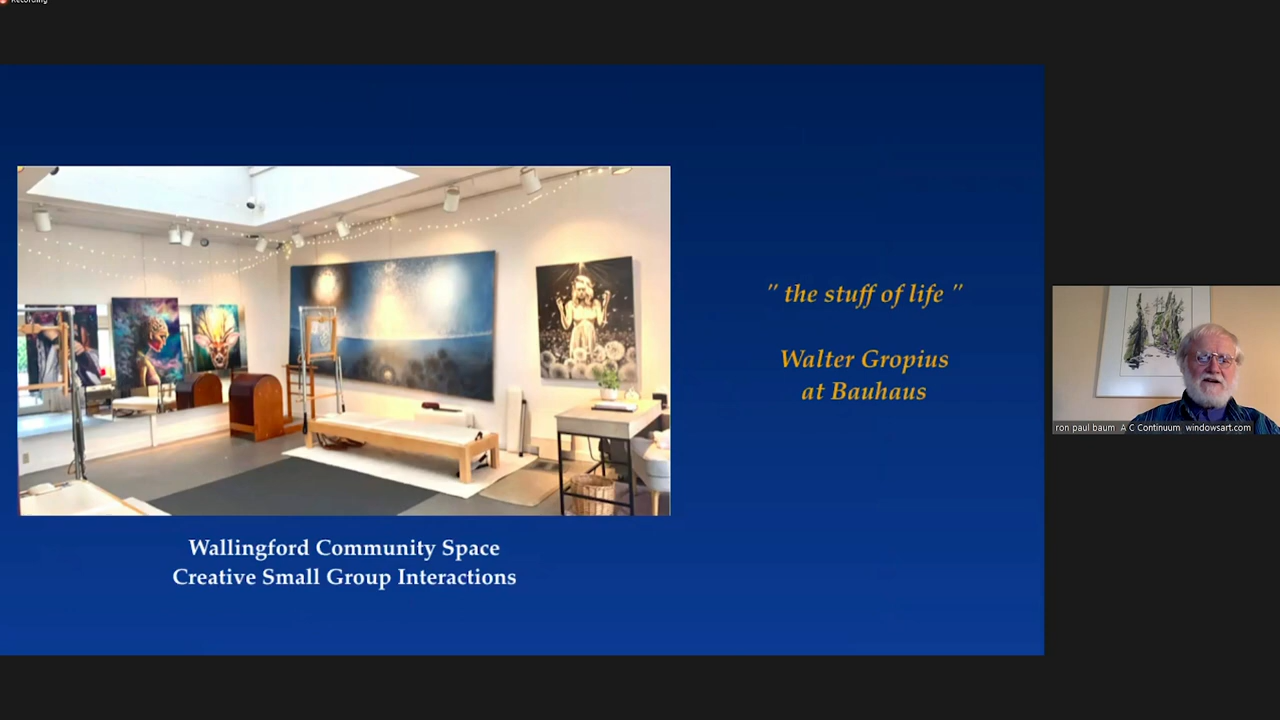 Recording
" the stuff of life "
Walter Gropius
at Bauhaus
Wallingford Community Space
Creative Small Group Interactions
ron paul baum A C Continuum windowsart.com